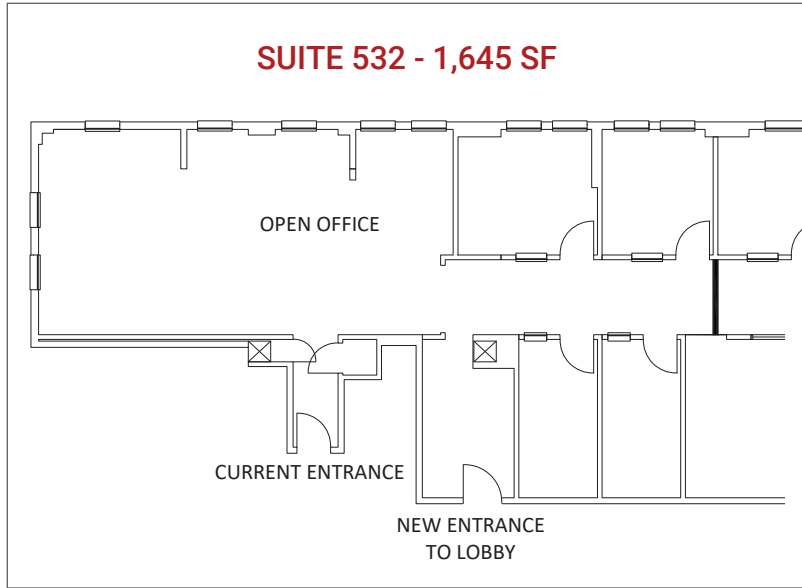 SUITE 532 - 1,645 SF
OPEN OFFICE
CURRENT ENTRANCE
NEW ENTRANCE
TO LOBBY